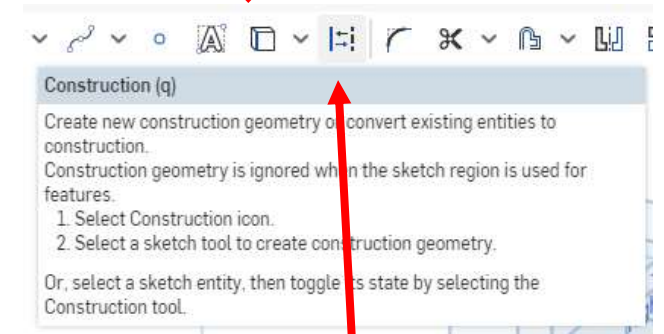 A
Construction (q)
Create new construction geometry or convert existing entities to
construction.
Construction geometry is ignored when the sketch region is used for
features.
1. Select Construction icon.
2. Select a sketch tool to create construction geometry.
Or, select a sketch entity, then toggle its state by selecting the
Construction tool.